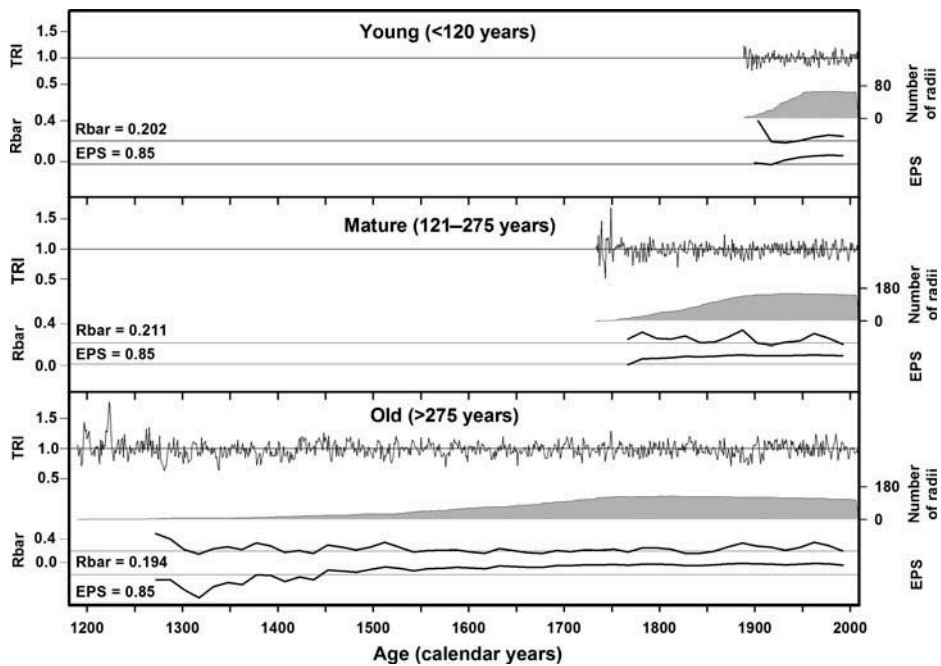 Young (<120 years)
TRI
1.5
1.0
0.5
Number
of radii
80
0
Rbar
0.4
0.0
Rbar = 0.202
EPS = 0.85
EPS
Mature (121–275 years)
TRI
1.5
1.0
0.5
Number
of radii
180
0
Rbar
0.4
0.0
Rbar = 0.211
EPS = 0.85
EPS
Old (>275 years)
TRI
1.5
1.0
0.5
Number
of radii
180
0
Rbar
0.4
0.0
Rbar = 0.194
EPS = 0.85
EPS
1200 1300 1400 1500 1600 1700 1800 1900 2000
Age (calendar years)